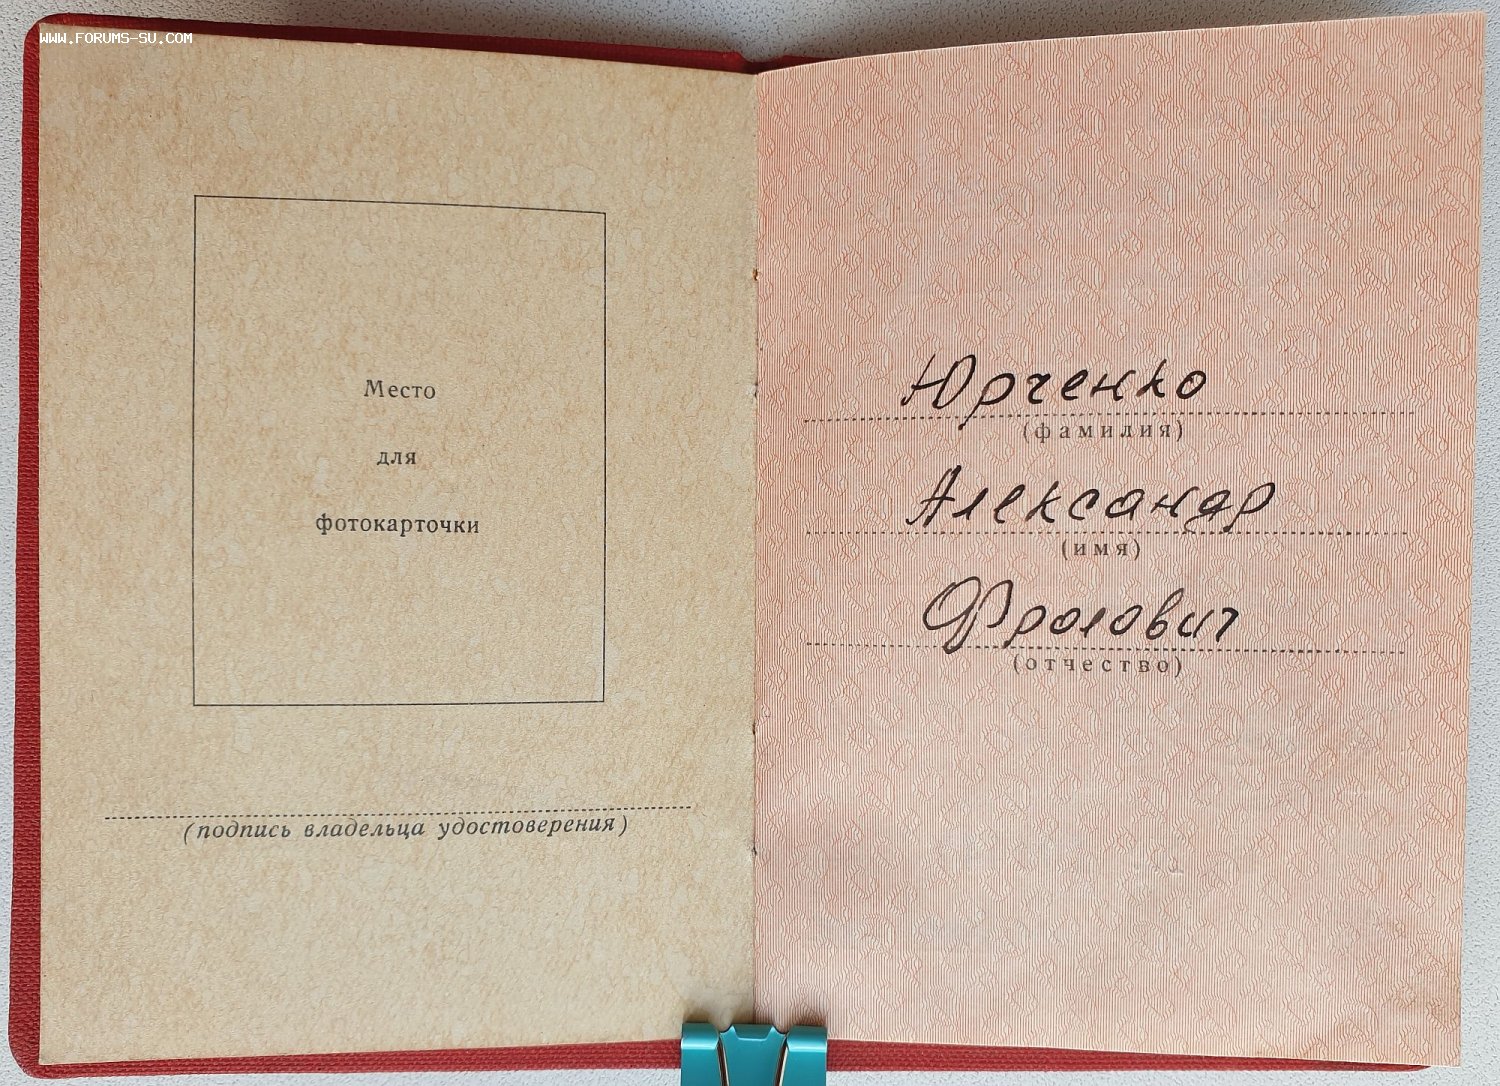 WWW.FORUMS-SU.COM
Место
для
фотокарточки
(подпись владельца удостоверения)
Юрченко
(фамилия)
Александр
(имя)
Фролович
(отчество)